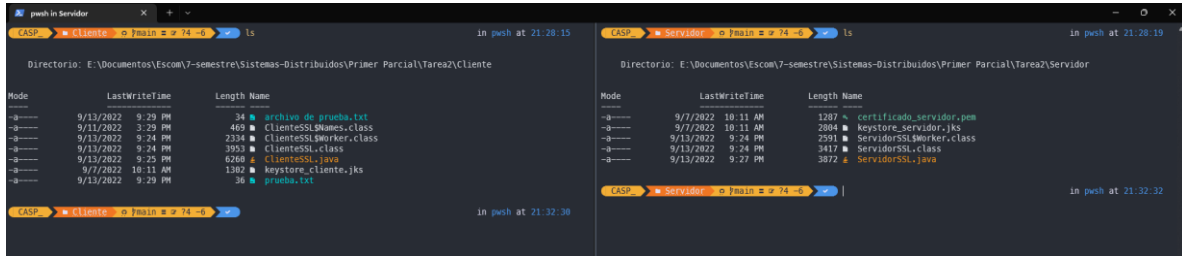 pwsh in Servidor
CASP_ Cliente main ≡ ?4 ~6 ls in pwsh at 21:28:15
Directorio: E:\Documentos\Escom\7-semestre\Sistemas-Distribuidos\Primer Parcial\Tarea2\Cliente
Mode LastWriteTime Length Name
---- ------------- ------ ----
-a---- 9/13/2022 9:29 PM 34 archivo de prueba.txt
-a---- 9/11/2022 3:29 PM 469 ClienteSSL$Names.class
-a---- 9/13/2022 9:24 PM 2334 ClienteSSL$Worker.class
-a---- 9/13/2022 9:24 PM 3953 ClienteSSL.class
-a---- 9/13/2022 9:25 PM 6260 ClienteSSL.java
-a---- 9/7/2022 10:11 AM 1302 keystore_cliente.jks
-a---- 9/13/2022 9:29 PM 36 prueba.txt
CASP_ Cliente main ≡ ?4 ~6 in pwsh at 21:32:30
CASP_ Servidor main ≡ ?4 ~6 ls in pwsh at 21:28:19
Directorio: E:\Documentos\Escom\7-semestre\Sistemas-Distribuidos\Primer Parcial\Tarea2\Servidor
Mode LastWriteTime Length Name
---- ------------- ------ ----
-a---- 9/7/2022 10:11 AM 1287 certificado_servidor.pem
-a---- 9/7/2022 10:11 AM 2804 keystore_servidor.jks
-a---- 9/13/2022 9:24 PM 2591 ServidorSSL$Worker.class
-a---- 9/13/2022 9:24 PM 3417 ServidorSSL.class
-a---- 9/13/2022 9:27 PM 3872 ServidorSSL.java
CASP_ Servidor main ≡ ?4 ~6 in pwsh at 21:32:32